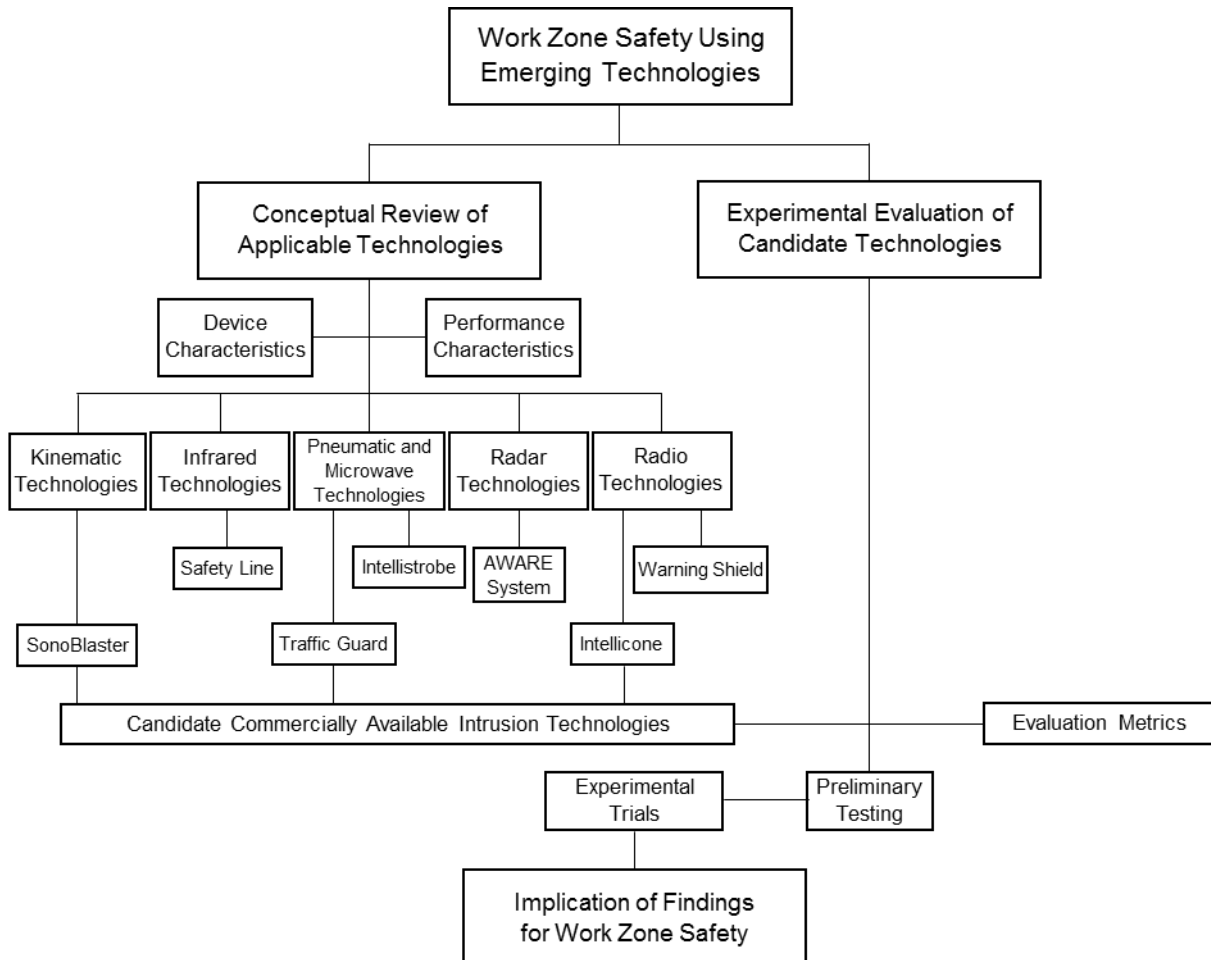 Work Zone Safety Using
Emerging Technologies
Conceptual Review of
Applicable Technologies
Experimental Evaluation of
Candidate Technologies
Device
Characteristics
Performance
Characteristics
Kinematic
Technologies
Infrared
Technologies
Pneumatic and
Microwave
Technologies
Radar
Technologies
Radio
Technologies
Safety Line
Intellistrobe
AWARE
System
Warning Shield
SonoBlaster
Traffic Guard
Intellicone
Candidate Commercially Available Intrusion Technologies
Evaluation Metrics
Experimental
Trials
Preliminary
Testing
Implication of Findings
for Work Zone Safety